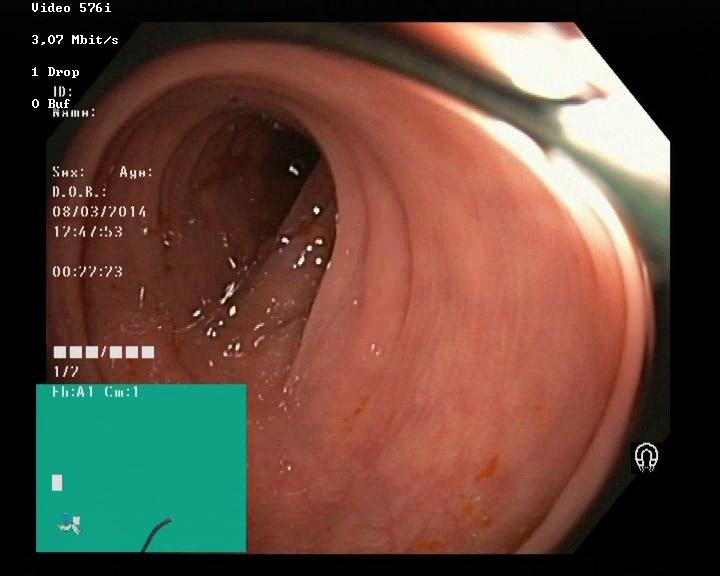 Video 576i
3,07 Mbit/s
1 Drop
ID:
0 Buf
Name:
Sex: Age:
D.O.R.:
08/03/2014
12:47:53
00:22:23
/
1/2
Eh:A1 Cm:1